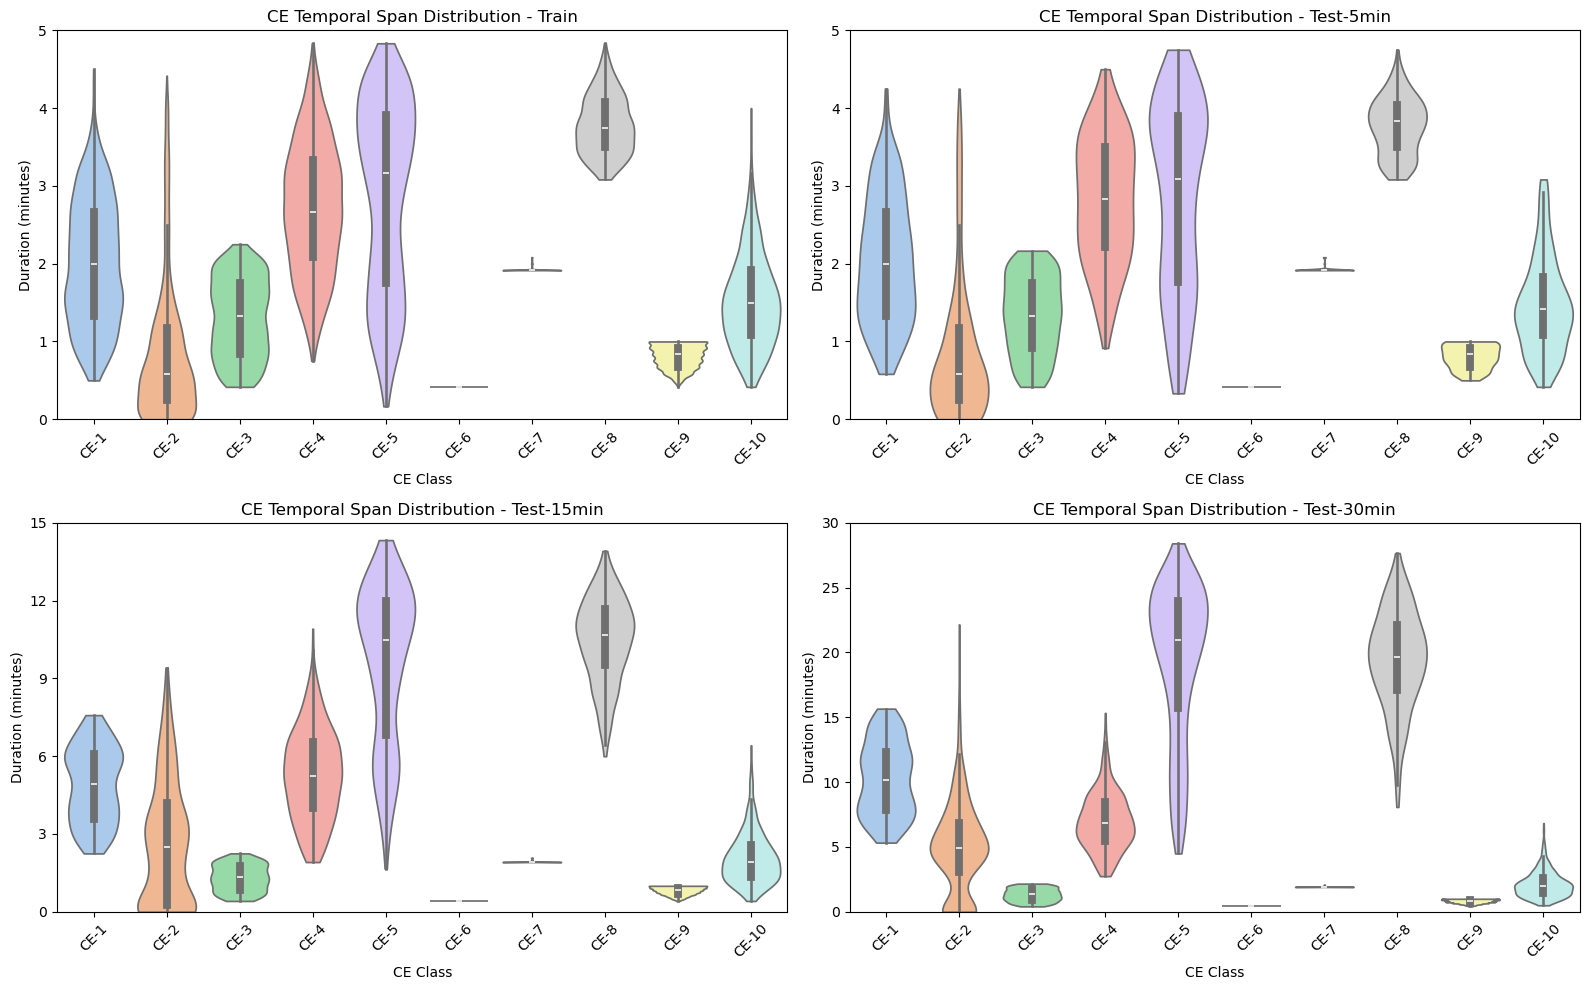 CE Temporal Span Distribution - Train
Duration (minutes)
5
4
3
2
1
0
CE-1 CE-2 CE-3 CE-4 CE-5 CE-6 CE-7 CE-8 CE-9 CE-10
CE Class
CE Temporal Span Distribution - Test-5min
Duration (minutes)
5
4
3
2
1
0
CE-1 CE-2 CE-3 CE-4 CE-5 CE-6 CE-7 CE-8 CE-9 CE-10
CE Class
CE Temporal Span Distribution - Test-15min
Duration (minutes)
15
12
9
6
3
0
CE-1 CE-2 CE-3 CE-4 CE-5 CE-6 CE-7 CE-8 CE-9 CE-10
CE Class
CE Temporal Span Distribution - Test-30min
Duration (minutes)
30
25
20
15
10
5
0
CE-1 CE-2 CE-3 CE-4 CE-5 CE-6 CE-7 CE-8 CE-9 CE-10
CE Class